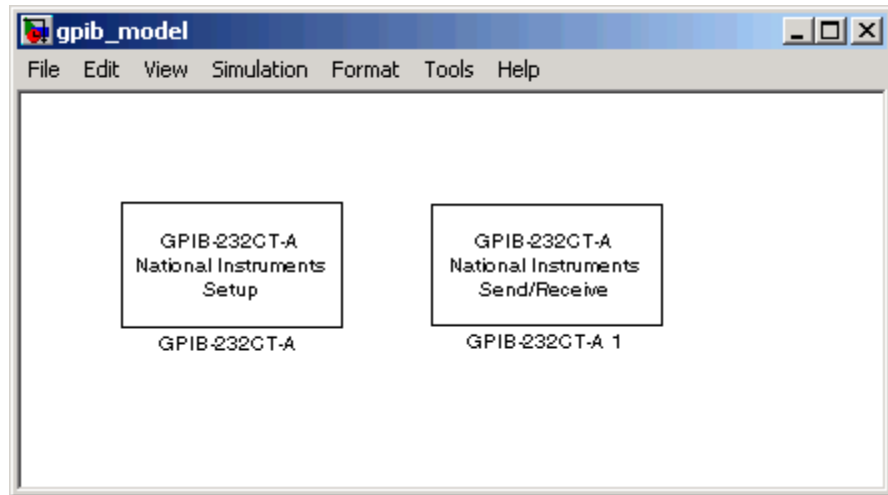 gpib_model
File Edit View Simulation Format Tools Help
GPIB-232CT-A
National Instruments
Setup
GPIB-232CT-A
GPIB-232CT-A
National Instruments
Send/Receive
GPIB-232CT-A 1